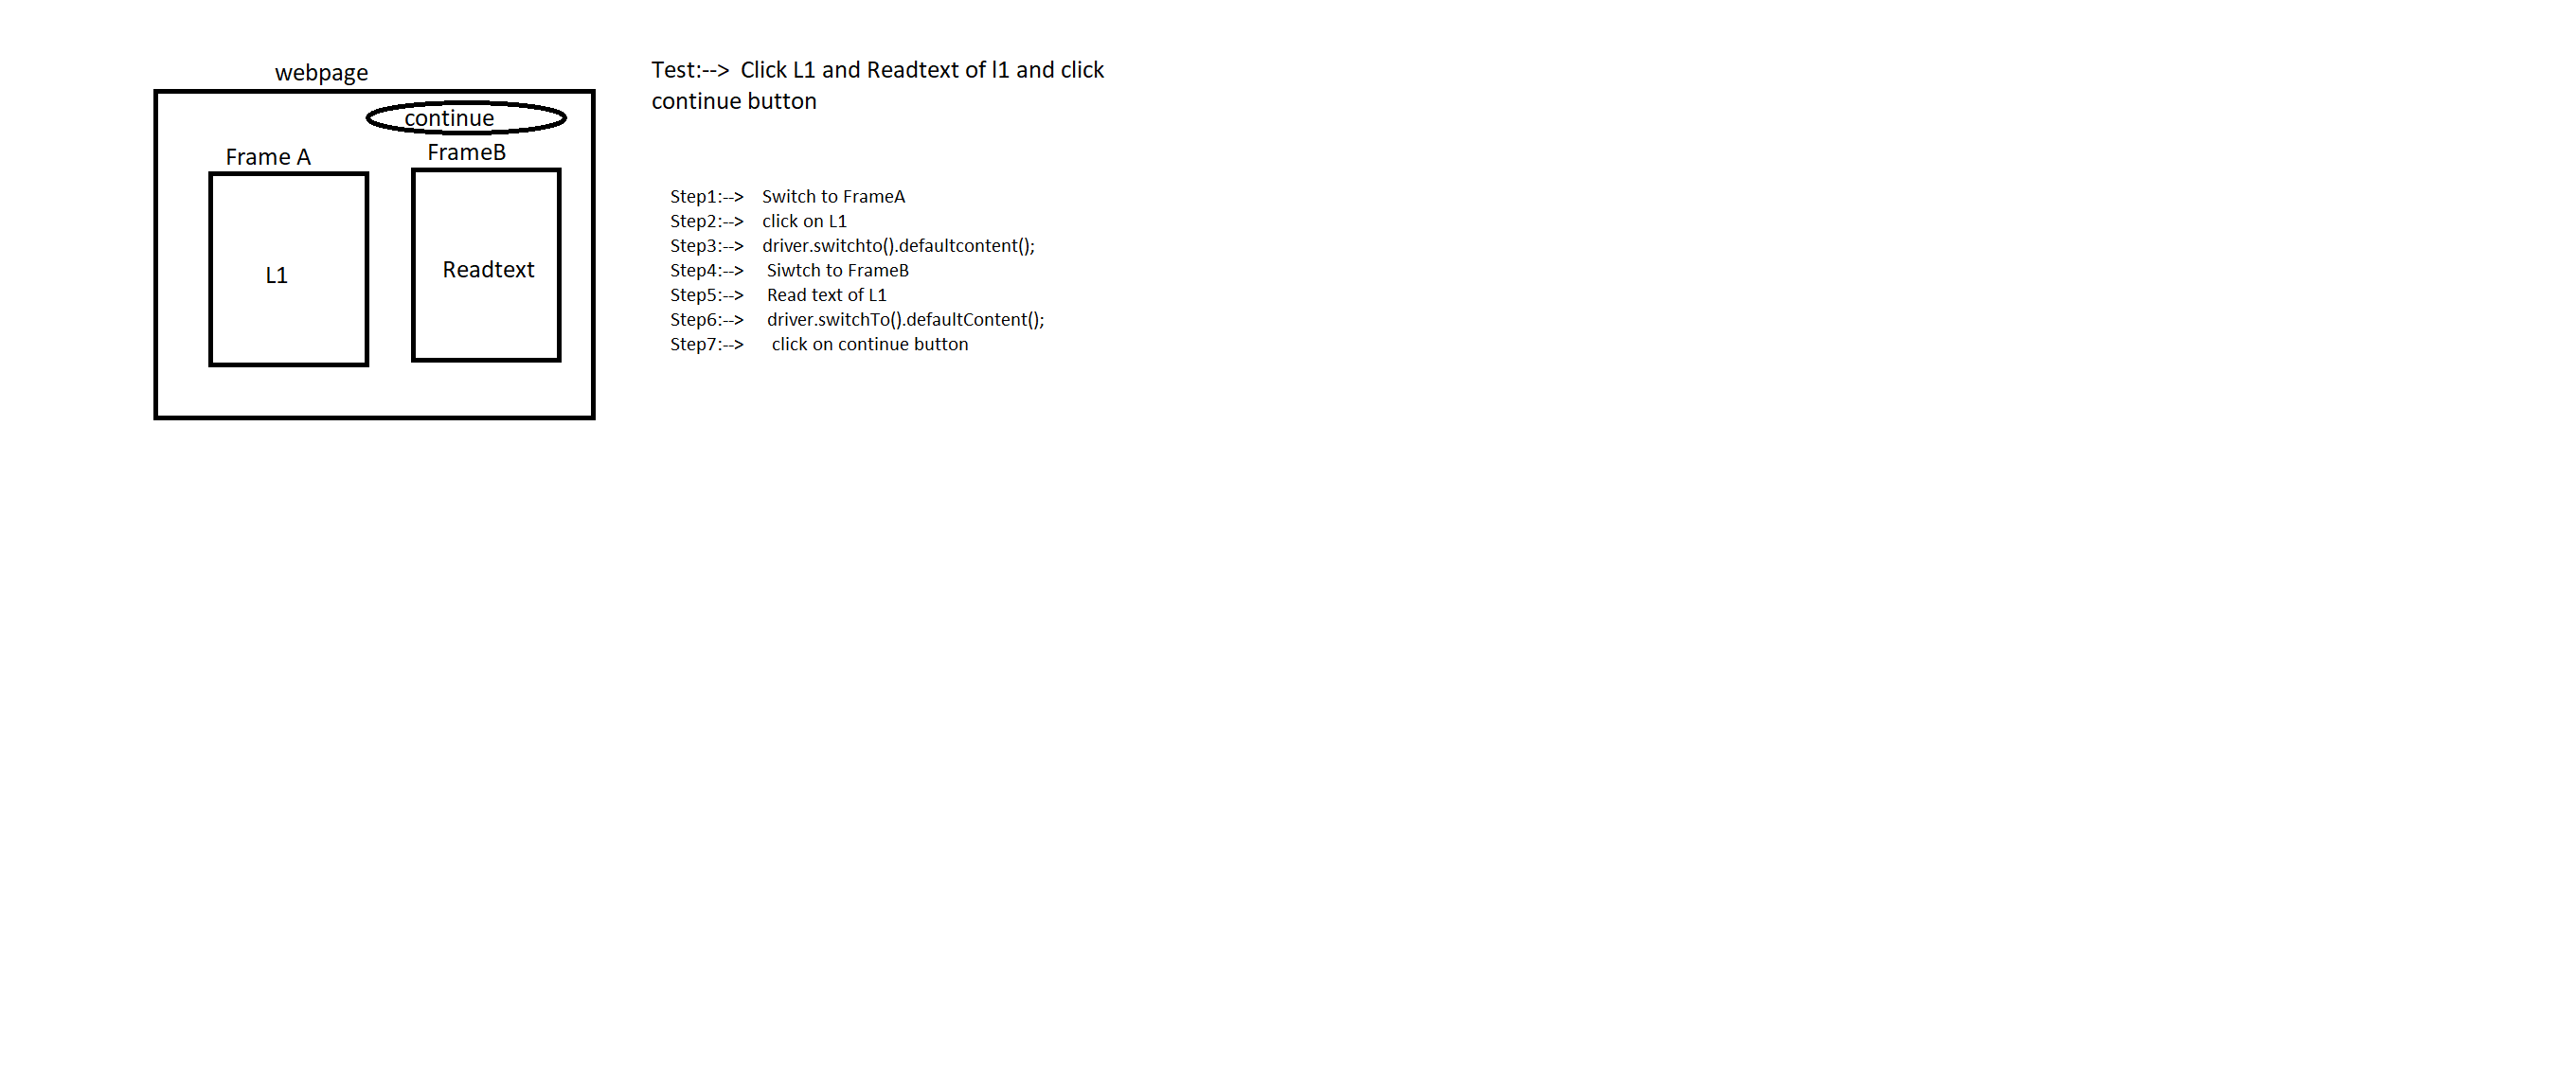 webpage
continue
Frame A
FrameB
L1
Readtext
Test:--> Click L1 and Readtext of l1 and click
continue button
Step1:--> Switch to FrameA
Step2:--> click on L1
Step3:--> driver.switchto().defaultcontent();
Step4:--> Siwtch to FrameB
Step5:--> Read text of L1
Step6:--> driver.switchTo().defaultContent();
Step7:--> click on continue button